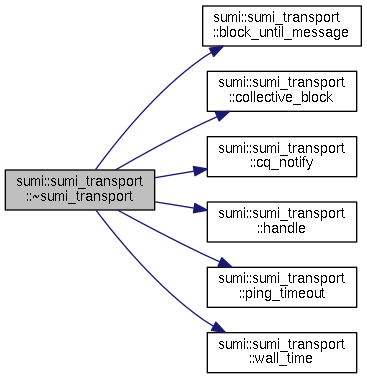 sumi::sumi_transport
::block_until_message
sumi::sumi_transport
::collective_block
sumi::sumi_transport
::cq_notify
sumi::sumi_transport
::~sumi_transport
sumi::sumi_transport
::handle
sumi::sumi_transport
::ping_timeout
sumi::sumi_transport
::wall_time